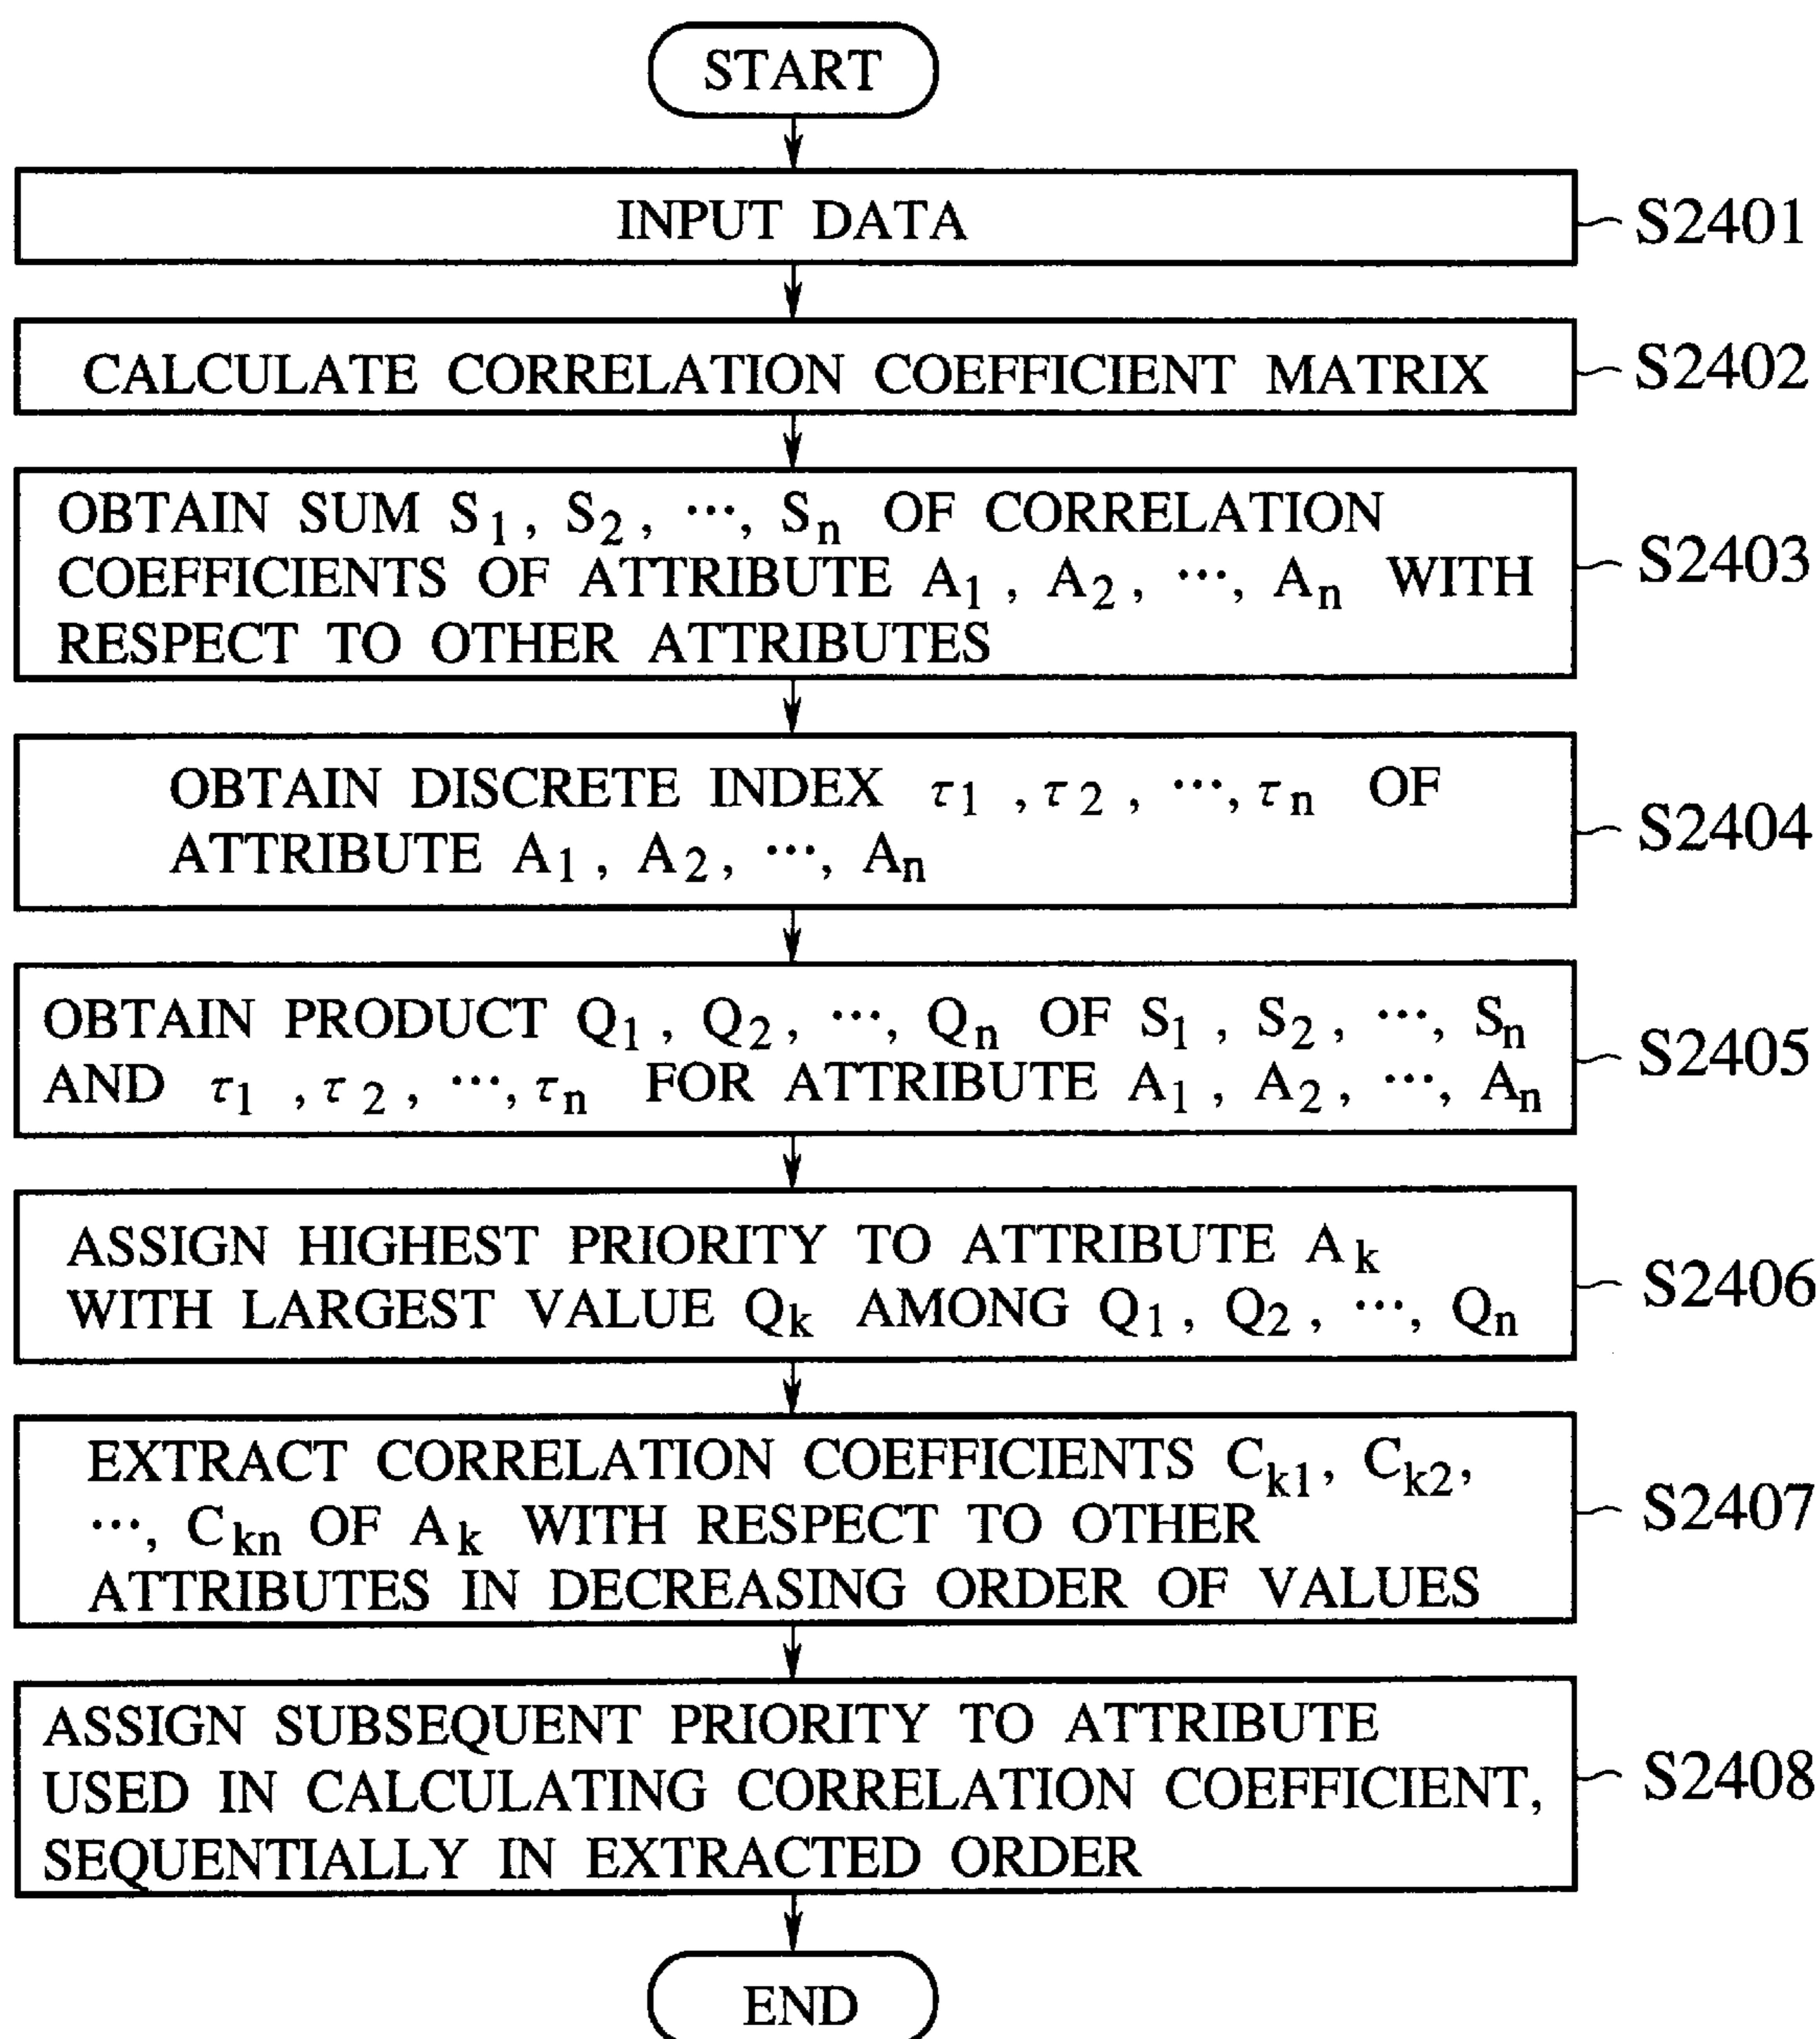 START
INPUT DATA
S2401
CALCULATE CORRELATION COEFFICIENT MATRIX
S2402
OBTAIN SUM S1, S2, ···, Sn OF CORRELATION
COEFFICIENTS OF ATTRIBUTE A1, A2, ···, An WITH
RESPECT TO OTHER ATTRIBUTES
S2403
OBTAIN DISCRETE INDEX τ1, τ2, ···, τn OF
ATTRIBUTE A1, A2, ···, An
S2404
OBTAIN PRODUCT Q1, Q2, ···, Qn OF S1, S2, ···, Sn
AND τ1, τ2, ···, τn FOR ATTRIBUTE A1, A2, ···, An
S2405
ASSIGN HIGHEST PRIORITY TO ATTRIBUTE Ak
WITH LARGEST VALUE Qk AMONG Q1, Q2, ···, Qn
S2406
EXTRACT CORRELATION COEFFICIENTS Ck1, Ck2,
···, Ckn OF Ak WITH RESPECT TO OTHER
ATTRIBUTES IN DECREASING ORDER OF VALUES
S2407
ASSIGN SUBSEQUENT PRIORITY TO ATTRIBUTE
USED IN CALCULATING CORRELATION COEFFICIENT,
SEQUENTIALLY IN EXTRACTED ORDER
S2408
END